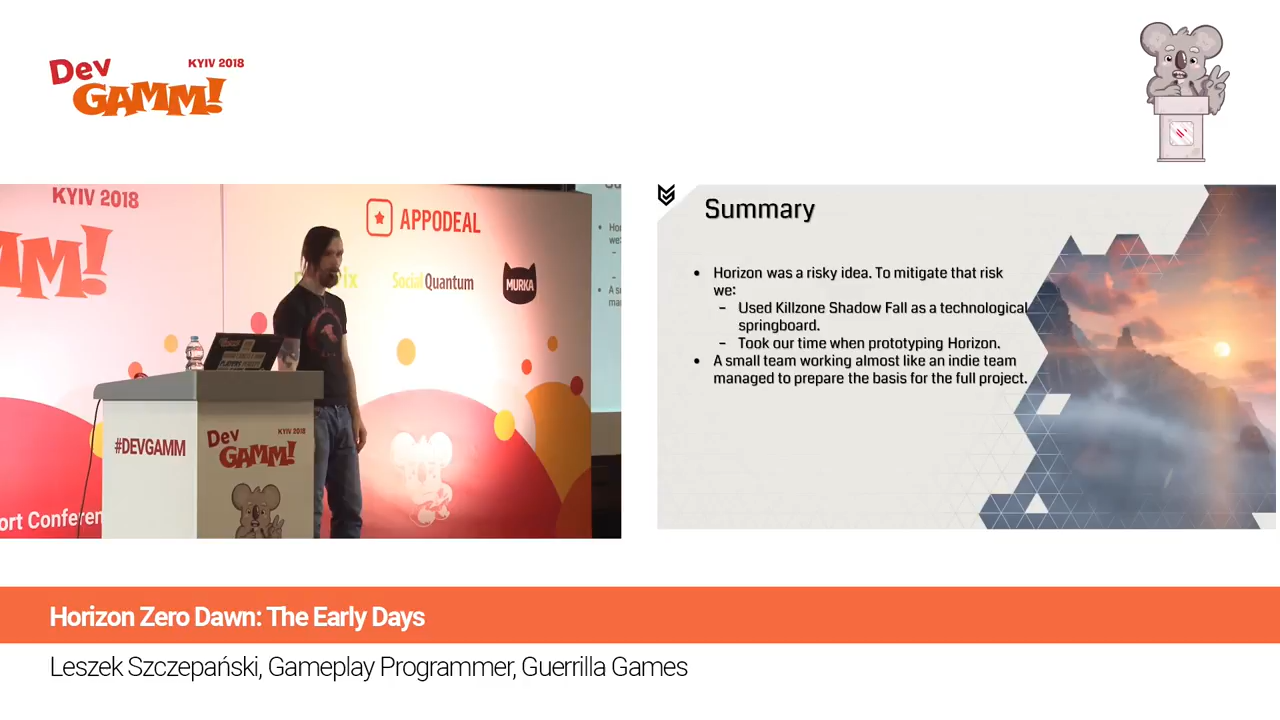 Dev
GAMM!
KYIV 2018
KYIV 2018
APPODEAL
Social Quantum
MURKA
#DEVGAMM
Dev
KYIV 2018
GAMM!
ort Conferen
Summary
• Horizon was a risky idea. To mitigate that risk
we:
– Used Killzone Shadow Fall as a technological
springboard.
– Took our time when prototyping Horizon.
• A small team working almost like an indie team
managed to prepare the basis for the full project.
Horizon Zero Dawn: The Early Days
Leszek Szczepański, Gameplay Programmer, Guerrilla Games